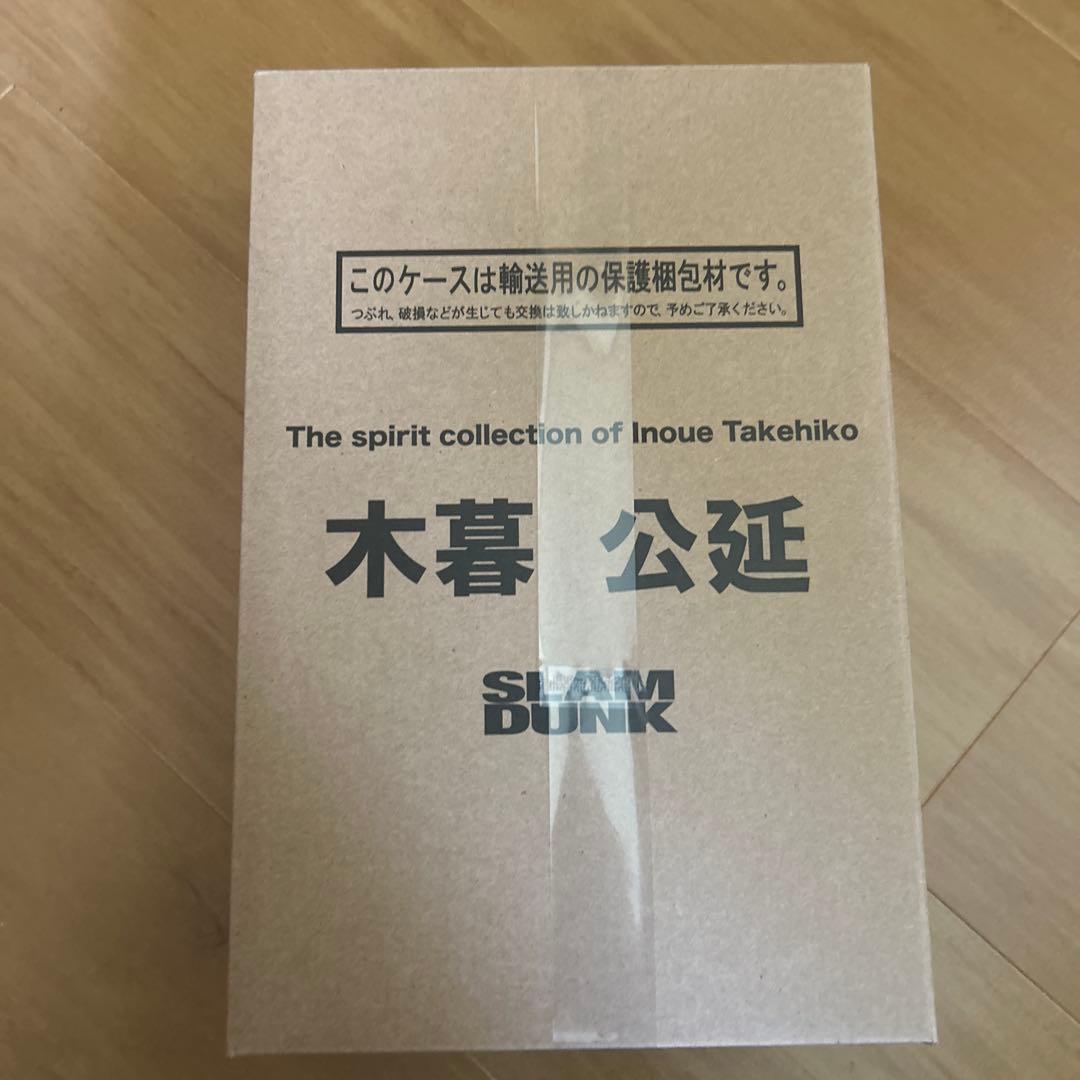 このケースは輸送用の保護梱包材です。
つぶれ、破損などが生じても交換は致しかねますので、予めご了承ください。
The spirit collection of Inoue Takehiko
木暮 公延
SLAM
DUNK